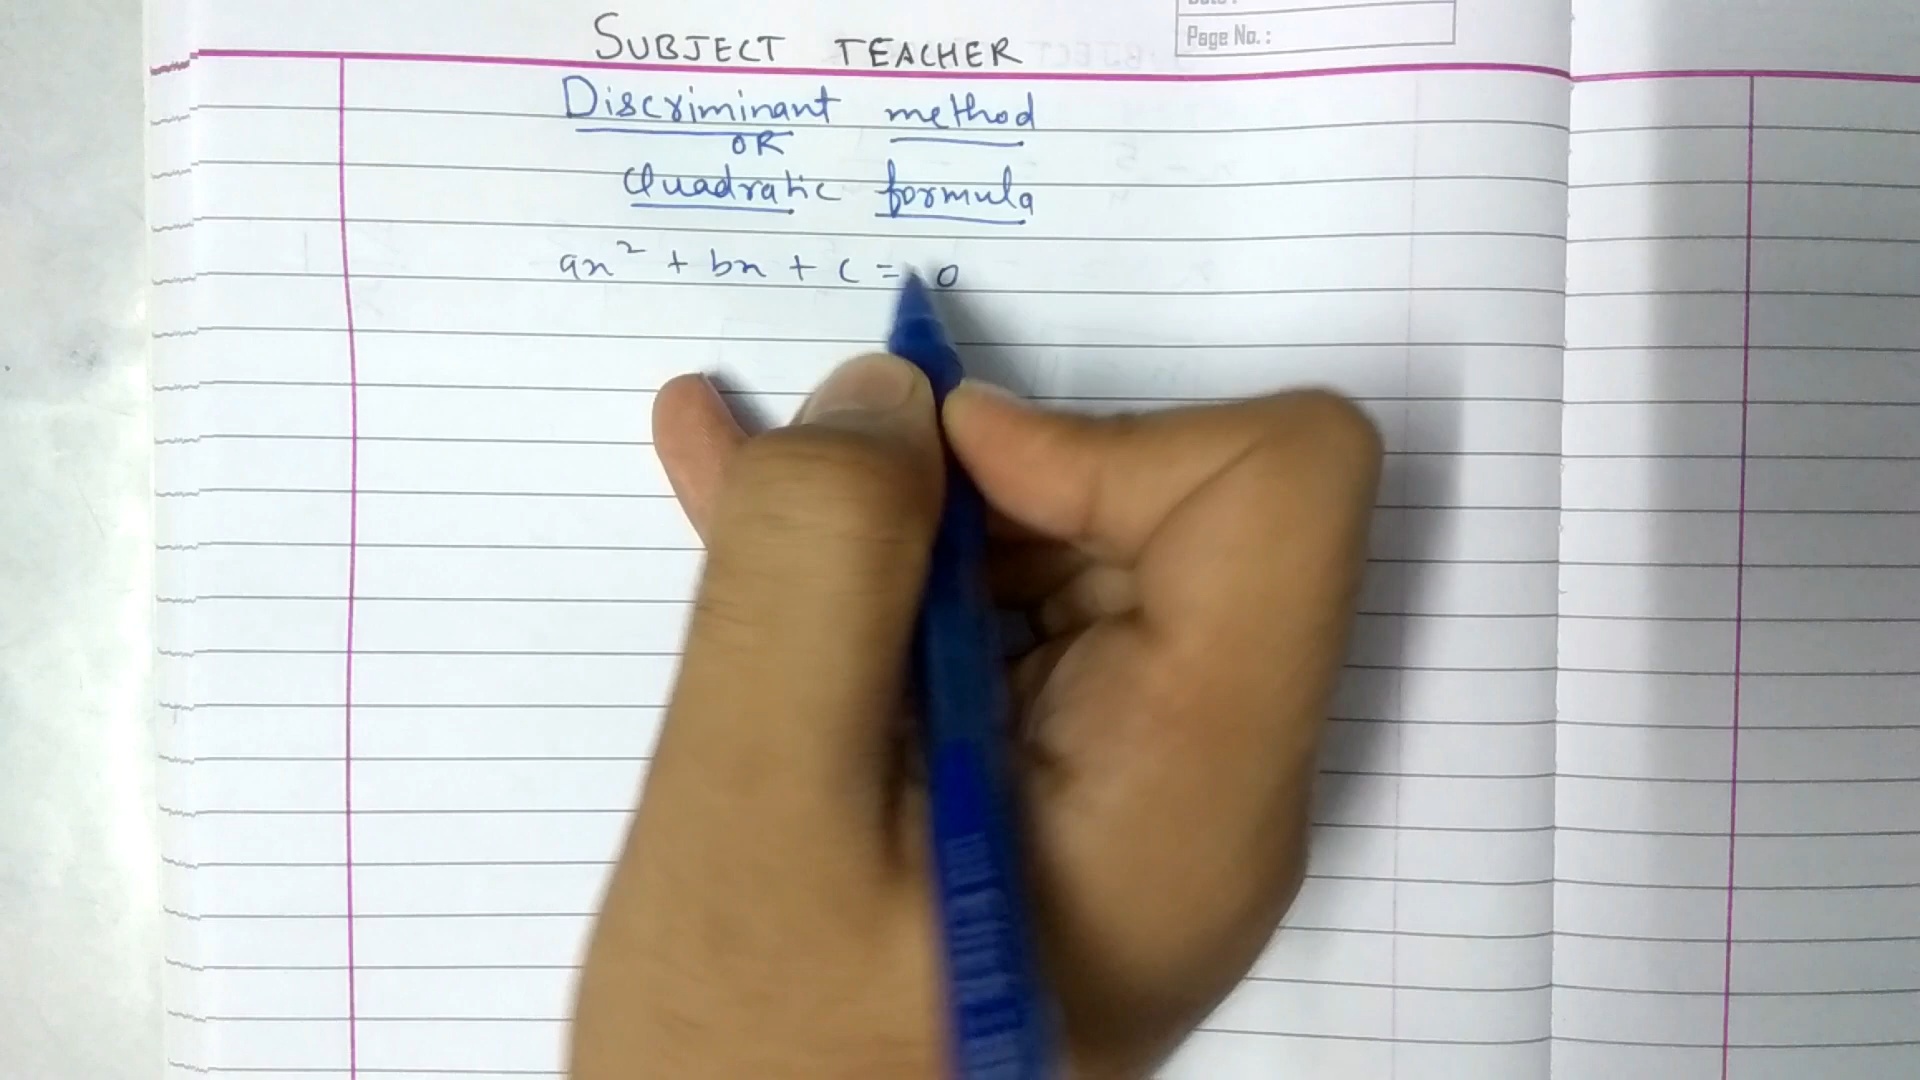 SUBJECT TEACHER
Page No. :
Discriminant method
OR
Quadratic formula
ax² + bx + c = 0